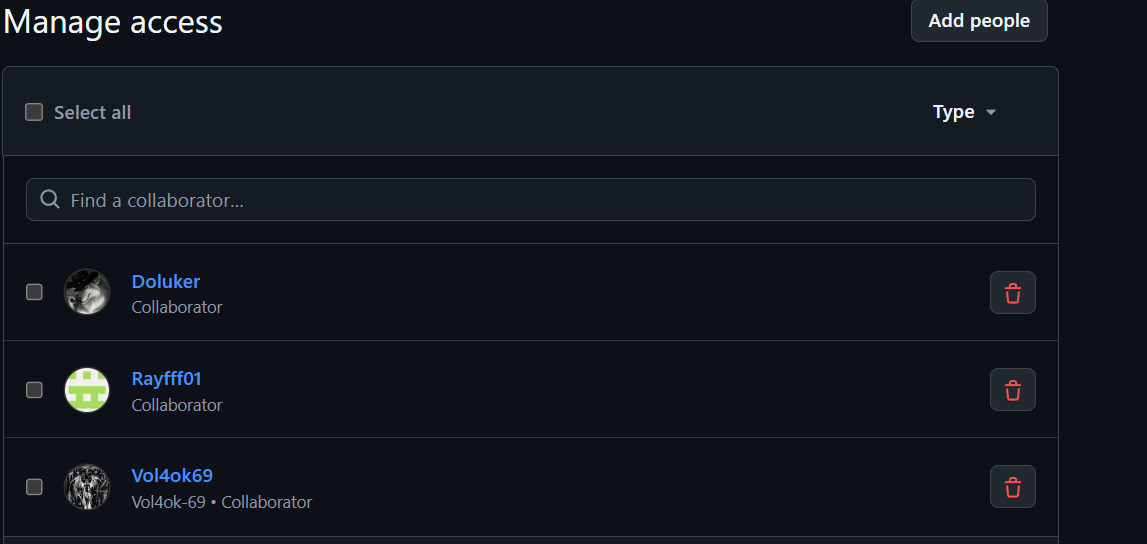 Manage access
Add people
Select all
Type
Find a collaborator...
Doluker
Collaborator
Rayfff01
Collaborator
Vol4ok69
Vol4ok-69 • Collaborator